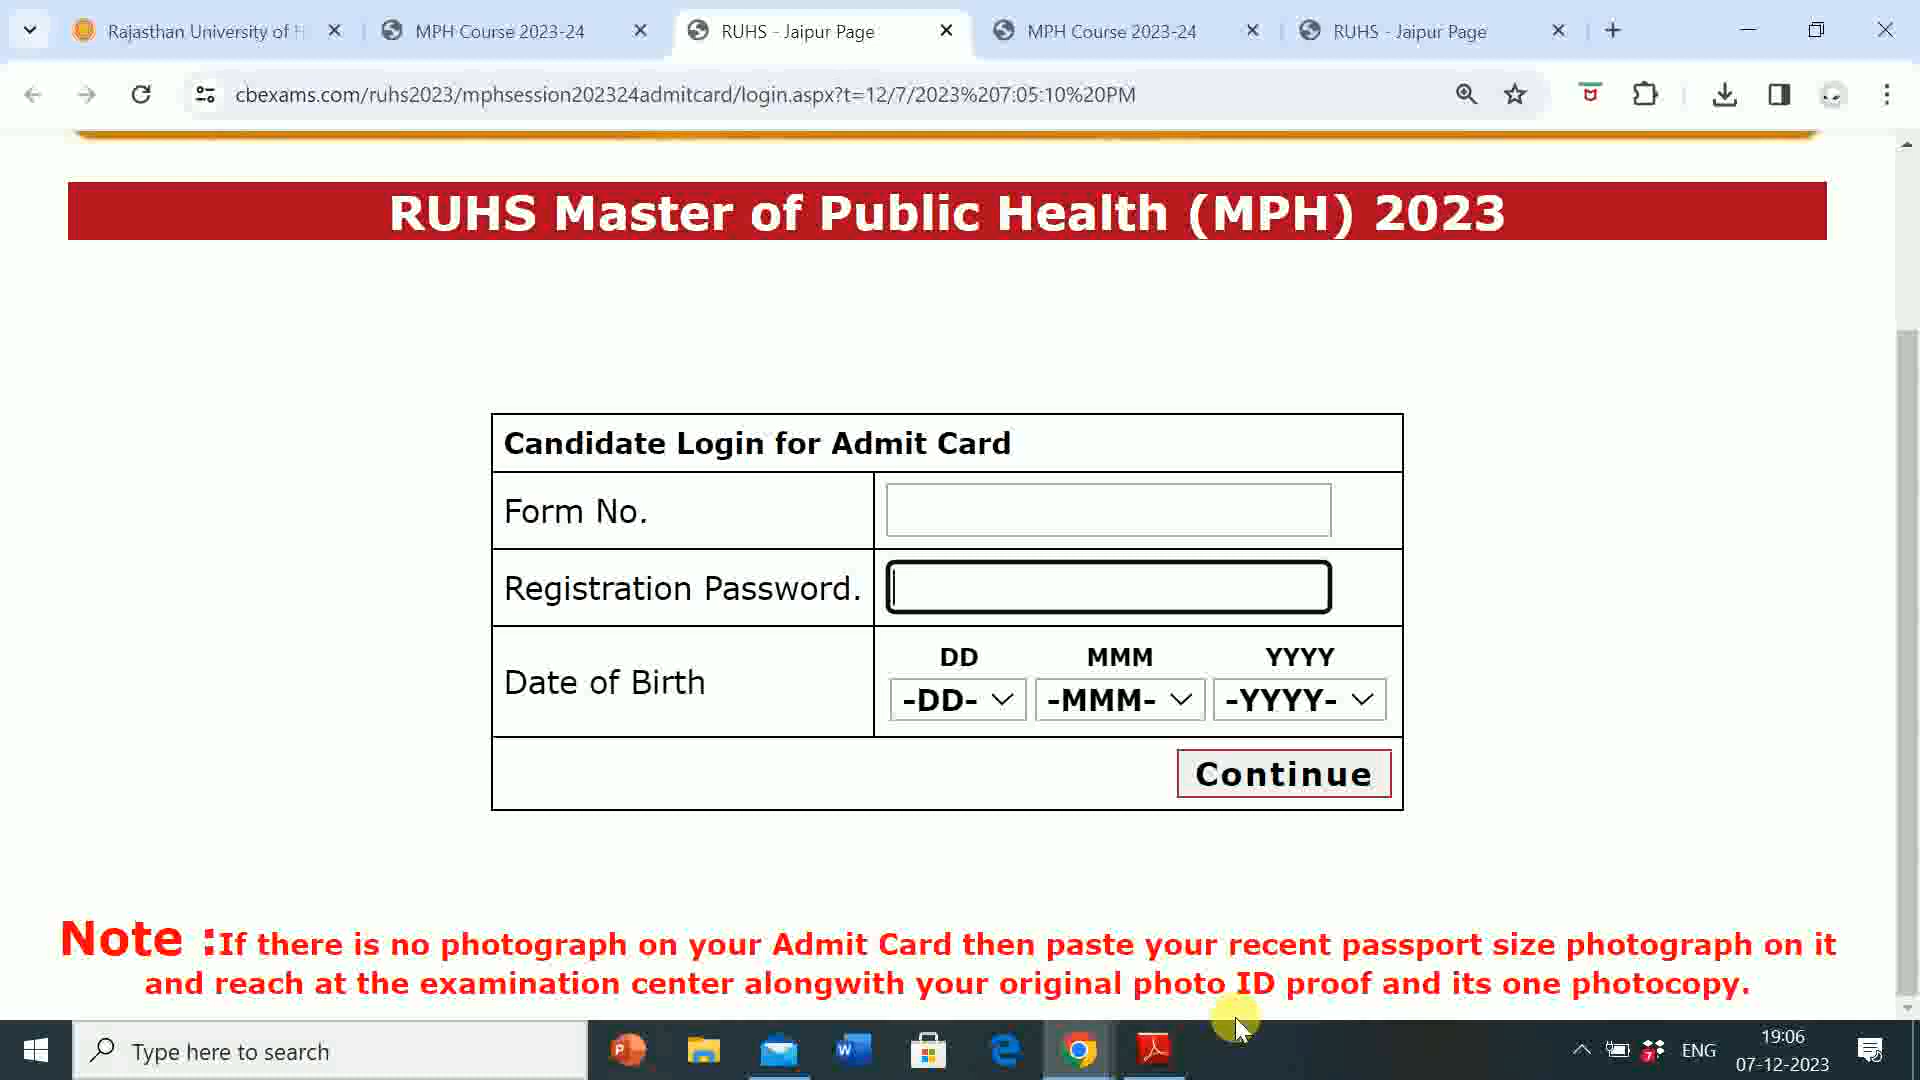 Rajasthan University of H
MPH Course 2023-24
RUHS - Jaipur Page
MPH Course 2023-24
RUHS - Jaipur Page
cbexams.com/ruhs2023/mphsession202324admitcard/login.aspx?t=12/7/2023%207:05:10%20PM
RUHS Master of Public Health (MPH) 2023
Candidate Login for Admit Card
Form No.
Registration Password.
DD MMM YYYY
Date of Birth
-DD- -MMM- -YYYY-
Continue
Note :If there is no photograph on your Admit Card then paste your recent passport size photograph on it
and reach at the examination center alongwith your original photo ID proof and its one photocopy.
Type here to search
7
ENG
19:06
07-12-2023